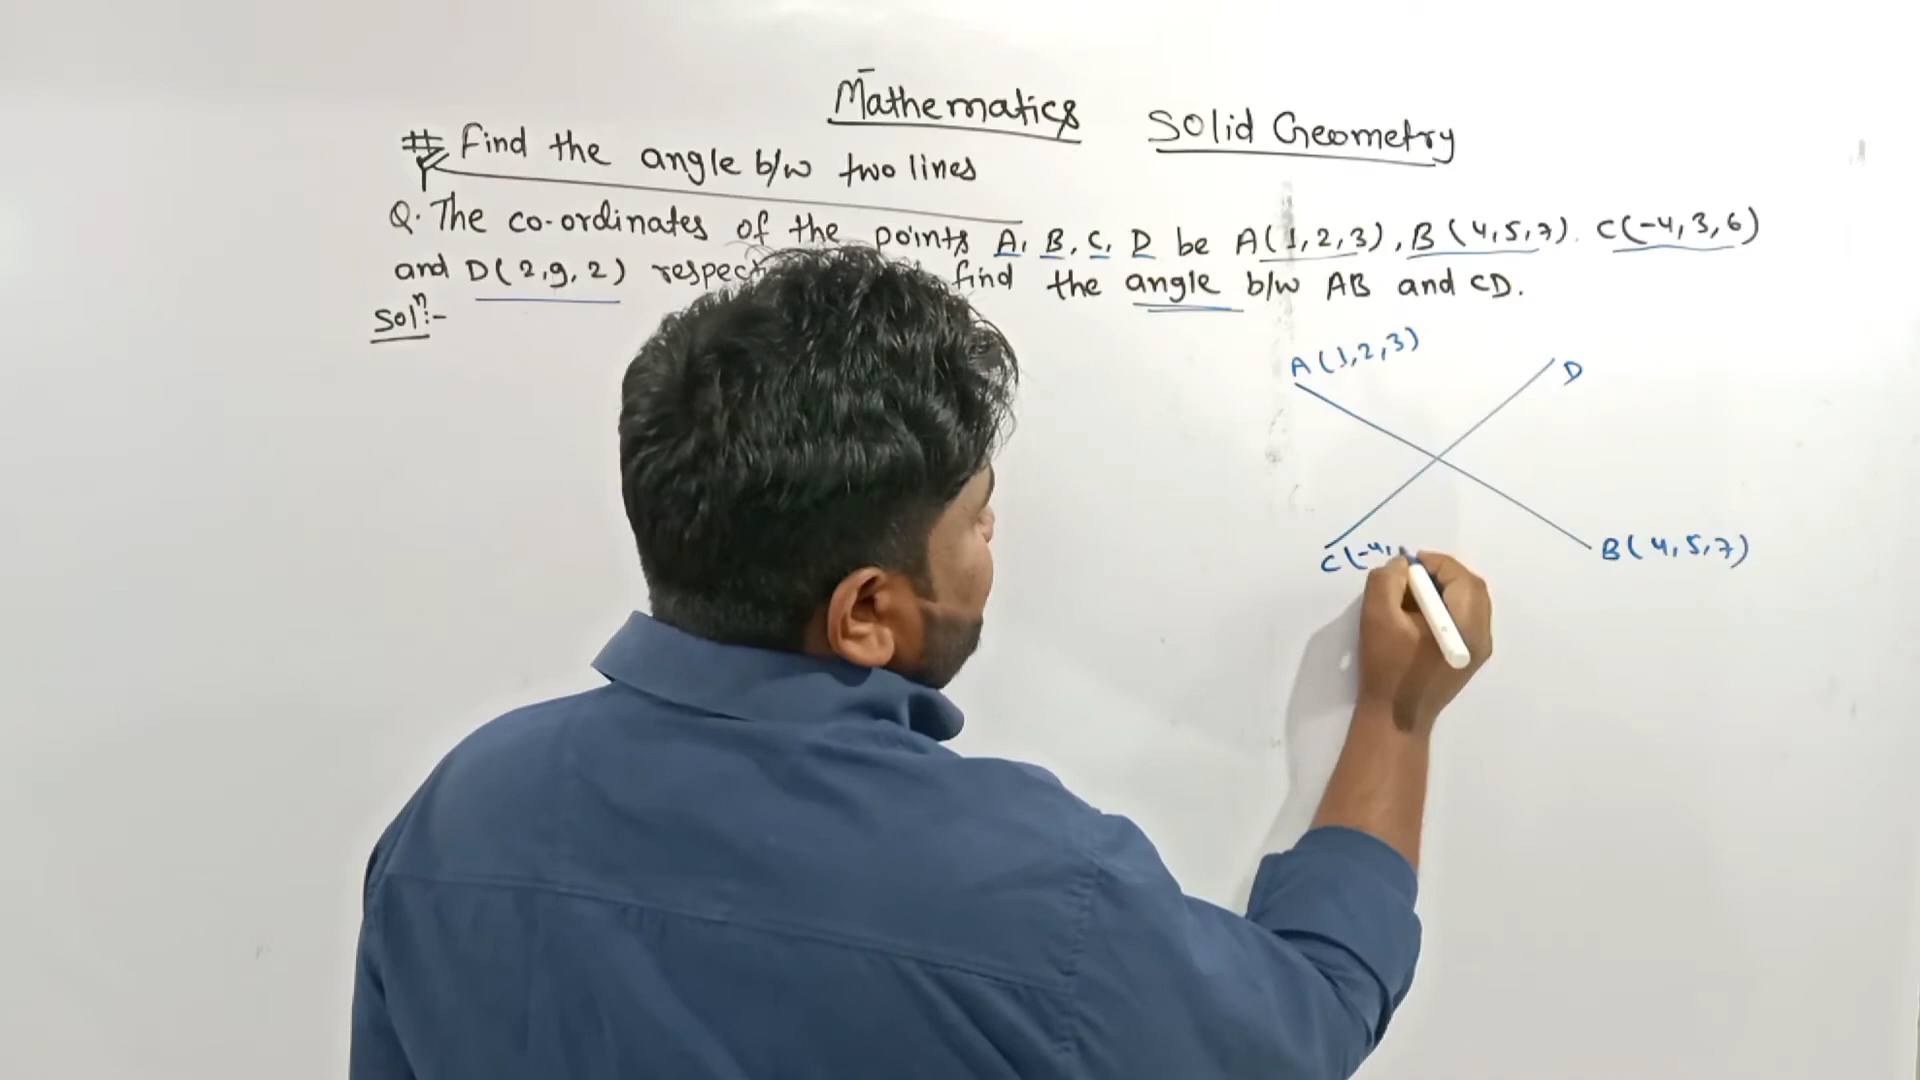 Mathematics Solid Geometry
# Find the angle b/w two lines
Q. The co-ordinates of the points A, B, C, D be A(1,2,3), B(4,5,7). C(-4,3,6)
and D(2,9,2) find the angle b/w AB and CD.
Solⁿ:-
A(1,2,3)
D
C(-4,
B(4,5,7)